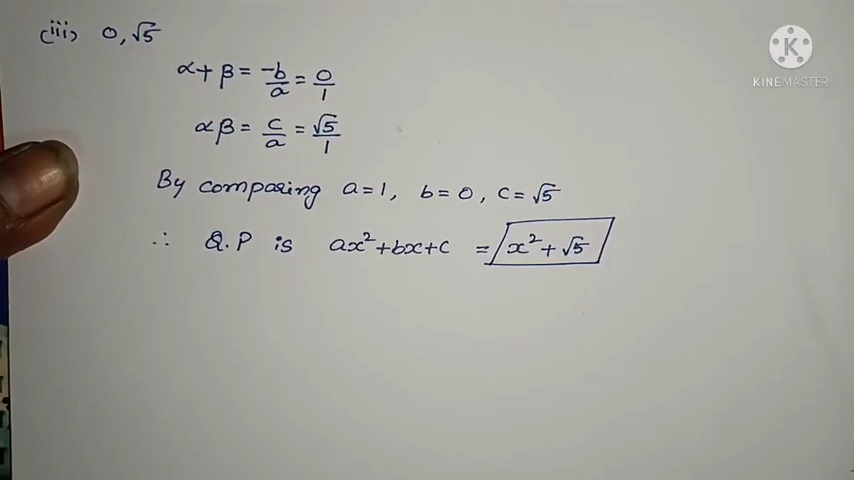 (iii) 0, √5
α+β = -b/a = 0/1
αβ = c/a = √5/1
By comparing a=1, b=0, c=√5
∴ Q.P is ax²+bx+c = x²+√5
K
KINEMASTER